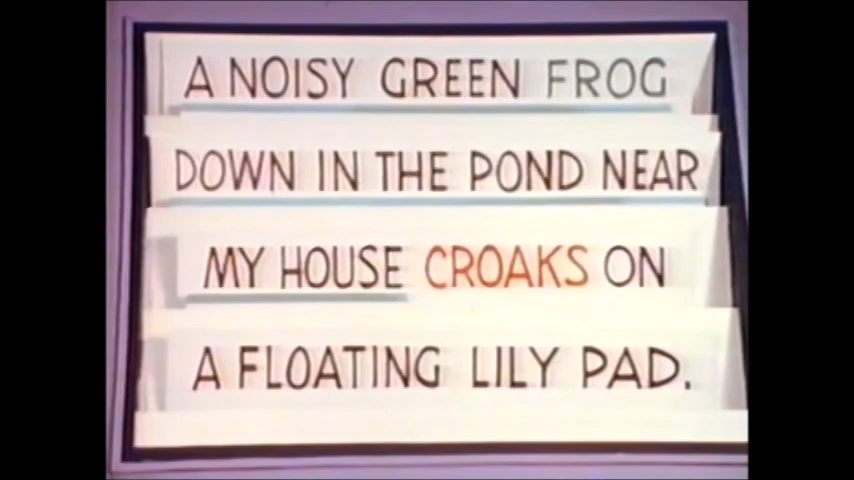 A NOISY GREEN FROG
DOWN IN THE POND NEAR
MY HOUSE CROAKS ON
A FLOATING LILY PAD.